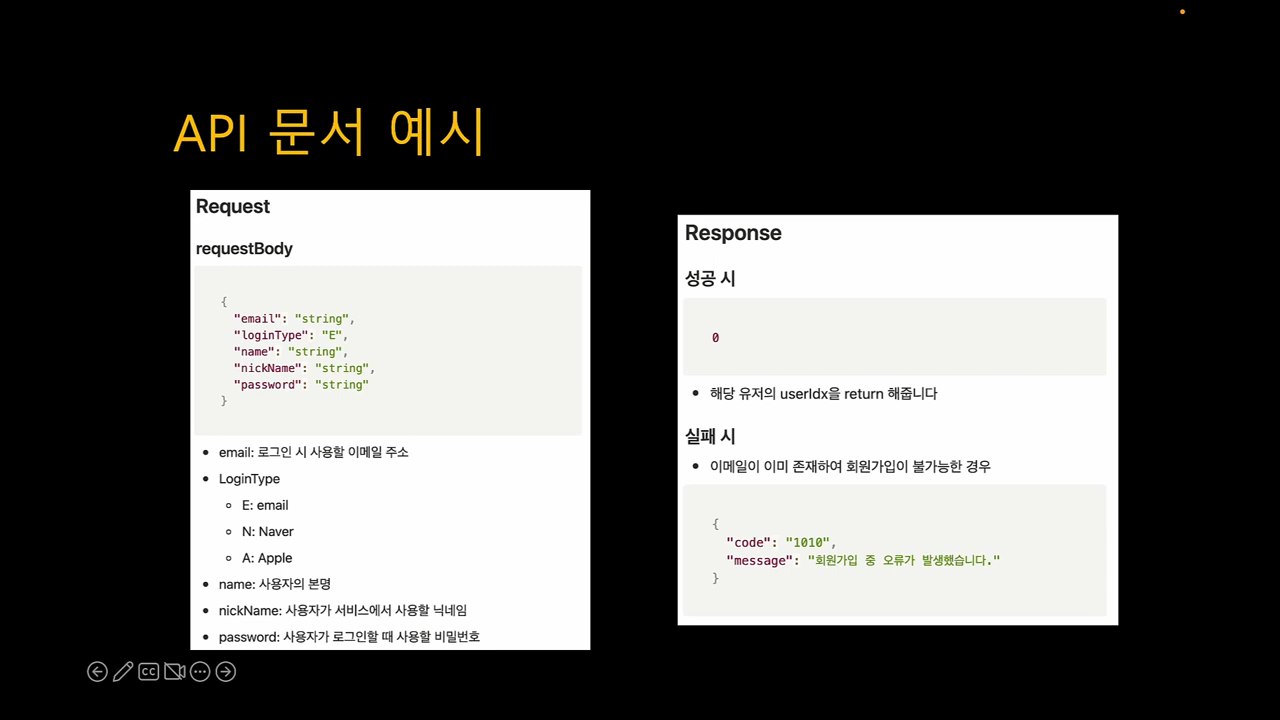 API 문서 예시
Request
requestBody
{
"email": "string",
"loginType": "E",
"name": "string",
"nickName": "string",
"password": "string"
}
email: 로그인 시 사용할 이메일 주소
LoginType
E: email
N: Naver
A: Apple
name: 사용자의 본명
nickName: 사용자가 서비스에서 사용할 닉네임
password: 사용자가 로그인할 때 사용할 비밀번호
Response
성공 시
0
해당 유저의 userIdx을 return 해줍니다
실패 시
이메일이 이미 존재하여 회원가입이 불가능한 경우
{
"code": "1010",
"message": "회원가입 중 오류가 발생했습니다."
}
CC